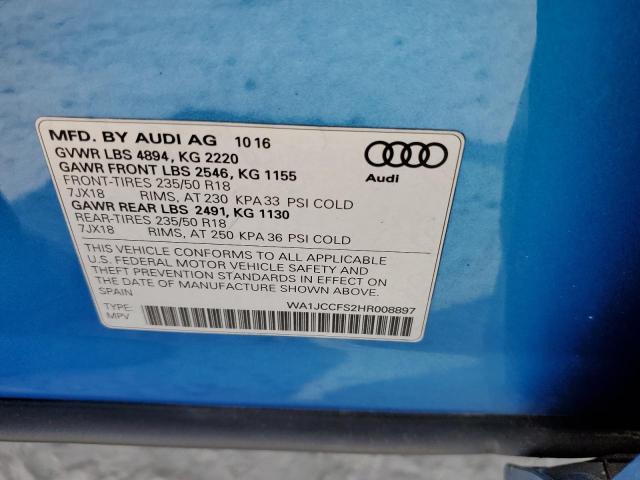 MFD. BY AUDI AG 10 16
GVWR LBS 4894, KG 2220
GAWR FRONT LBS 2546, KG 1155
FRONT-TIRES 235/50 R18
7JX18 RIMS, AT 230 KPA 33 PSI COLD
GAWR REAR LBS 2491, KG 1130
REAR-TIRES 235/50 R18
7JX18 RIMS, AT 250 KPA 36 PSI COLD
THIS VEHICLE CONFORMS TO ALL APPLICABLE
U.S. FEDERAL MOTOR VEHICLE SAFETY AND
THEFT PREVENTION STANDARDS IN EFFECT ON
THE DATE OF MANUFACTURE SHOWN ABOVE.
SPAIN
TYPE:
MPV
WA1JCCFS2HR008897
Audi